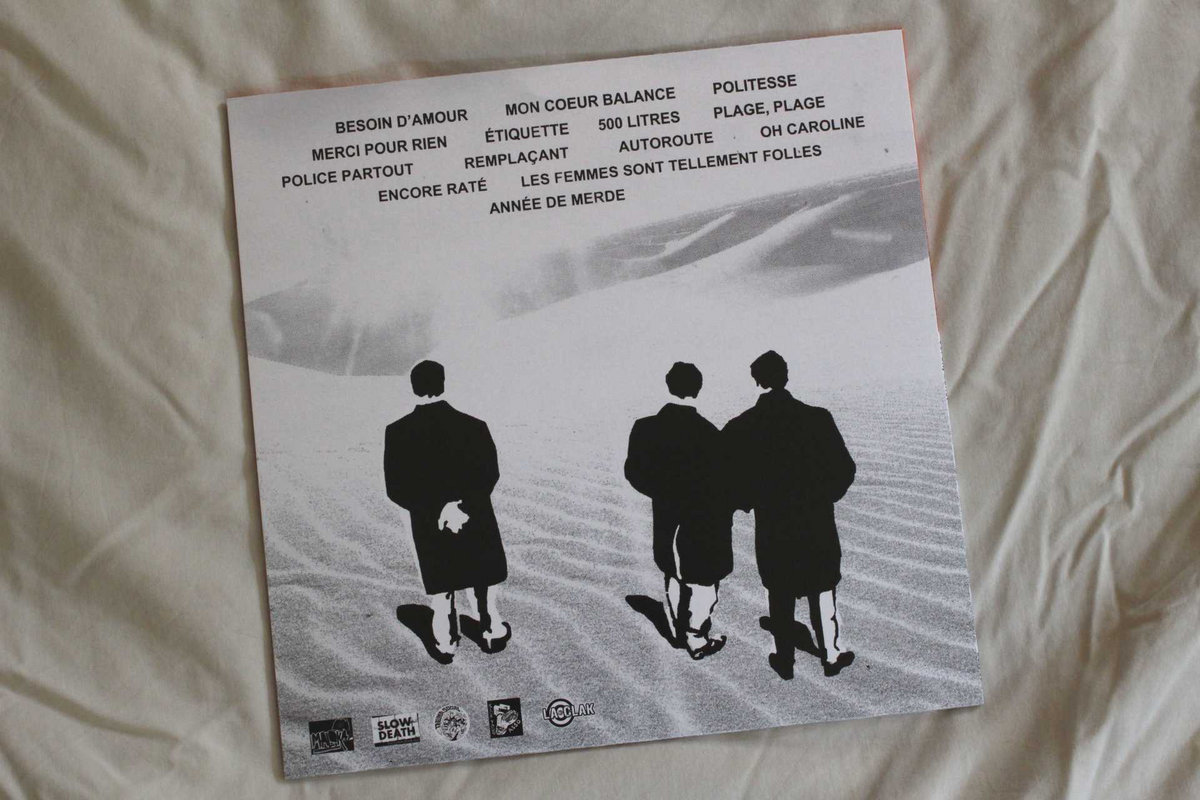 BESOIN D'AMOUR MON COEUR BALANCE POLITESSE
MERCI POUR RIEN ÉTIQUETTE 500 LITRES PLAGE, PLAGE
POLICE PARTOUT REMPLAÇANT AUTOROUTE OH CAROLINE
ENCORE RATÉ LES FEMMES SONT TELLEMENT FOLLES
ANNÉE DE MERDE
SLOW DEATH
LACLAK